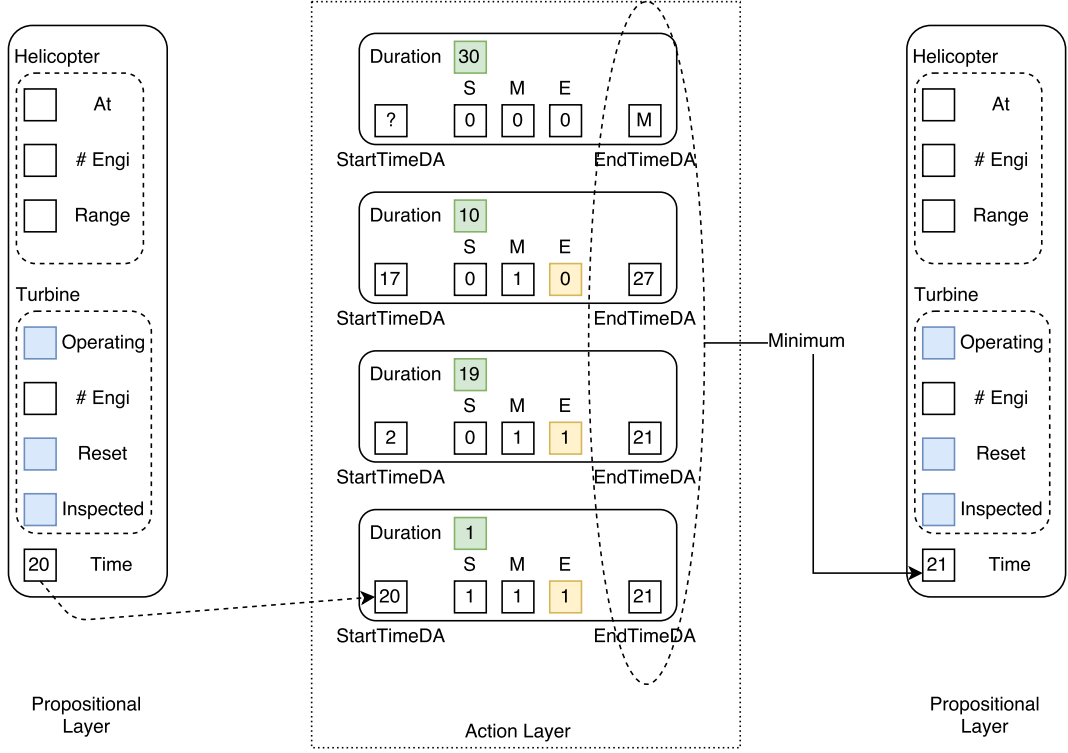 Helicopter
At
# Engi
Range
Turbine
Operating
# Engi
Reset
Inspected
20 Time
Propositional
Layer
Duration 30
S M E
? 0 0 0 M
StartTimeDA EndTimeDA
Duration 10
S M E
17 0 1 0 27
StartTimeDA EndTimeDA
Duration 19
S M E
2 0 1 1 21
StartTimeDA EndTimeDA
Duration 1
S M E
20 1 1 1 21
StartTimeDA EndTimeDA
Action Layer
Minimum
Helicopter
At
# Engi
Range
Turbine
Operating
# Engi
Reset
Inspected
21 Time
Propositional
Layer